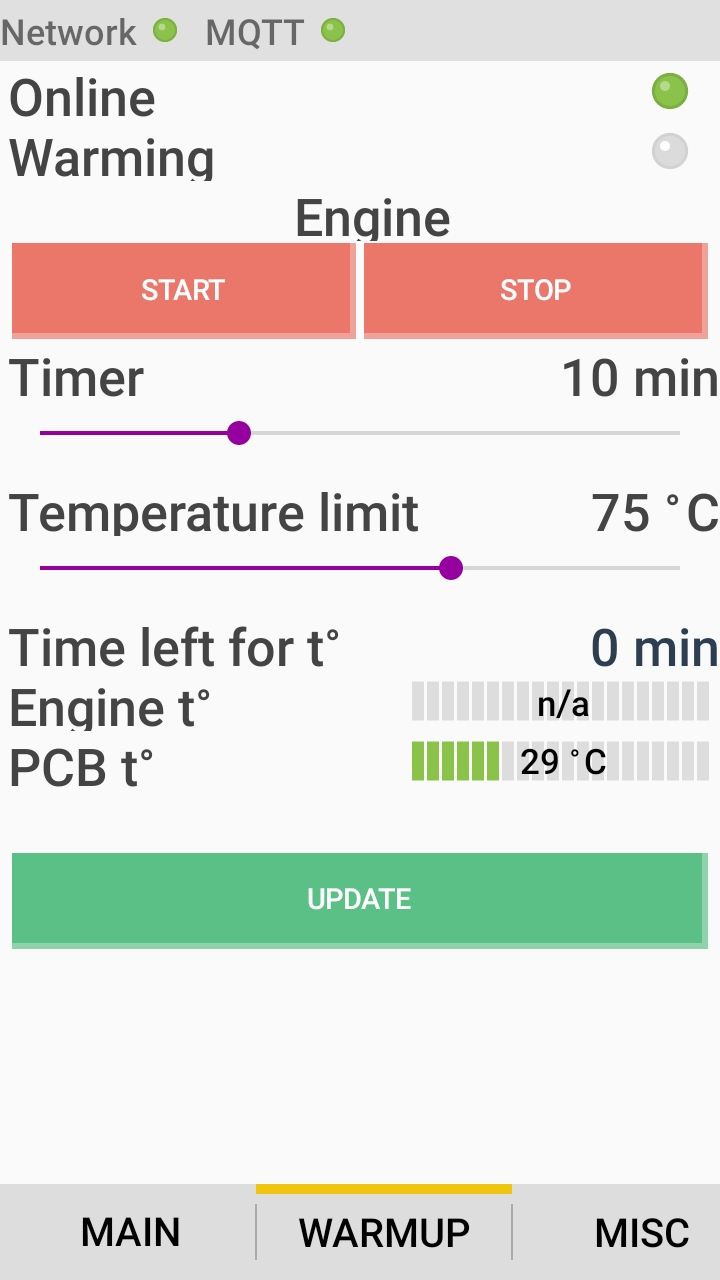 Network MQTT
Online
Warming
Engine
START STOP
Timer 10 min
Temperature limit 75 °C
Time left for t° 0 min
Engine t° n/a
PCB t° 29 °C
UPDATE
MAIN WARMUP MISC